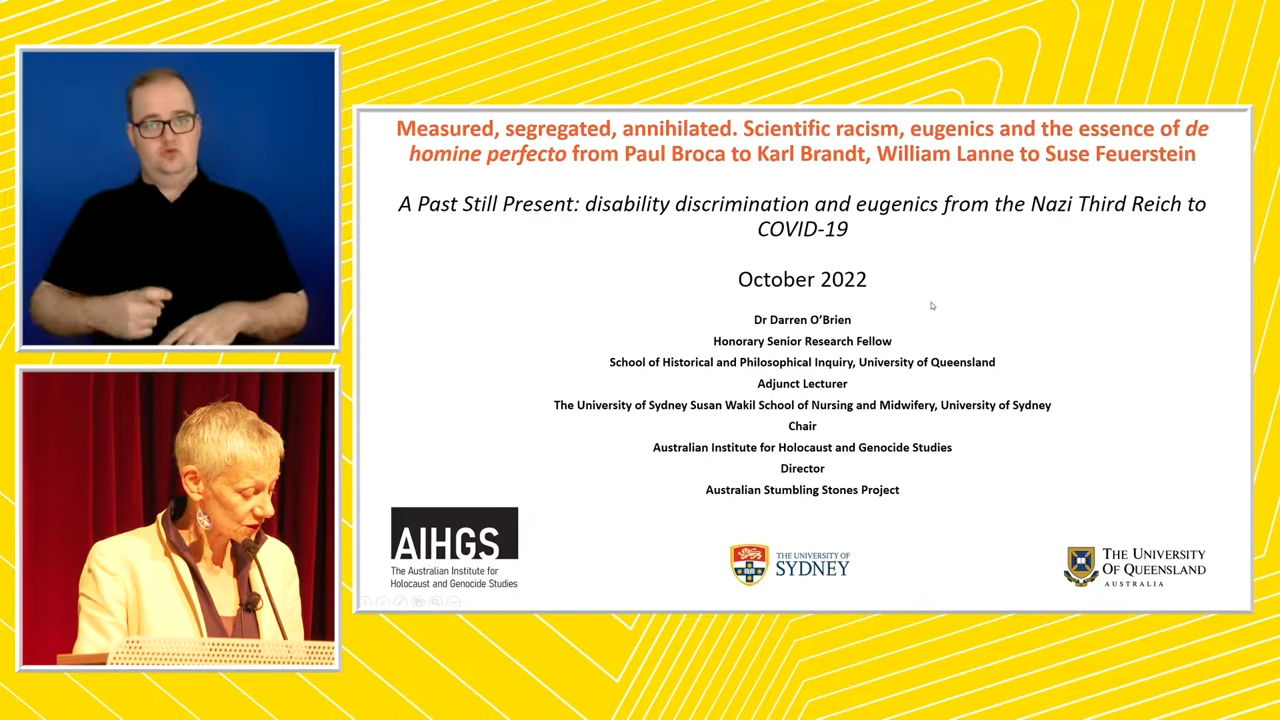 Measured, segregated, annihilated. Scientific racism, eugenics and the essence of de
homine perfecto from Paul Broca to Karl Brandt, William Lanne to Suse Feuerstein
A Past Still Present: disability discrimination and eugenics from the Nazi Third Reich to
COVID-19
October 2022
Dr Darren O’Brien
Honorary Senior Research Fellow
School of Historical and Philosophical Inquiry, University of Queensland
Adjunct Lecturer
The University of Sydney Susan Wakil School of Nursing and Midwifery, University of Sydney
Chair
Australian Institute for Holocaust and Genocide Studies
Director
Australian Stumbling Stones Project
AIHGS
The Australian Institute for
Holocaust and Genocide Studies
THE UNIVERSITY OF
SYDNEY
THE UNIVERSITY
OF QUEENSLAND
AUSTRALIA